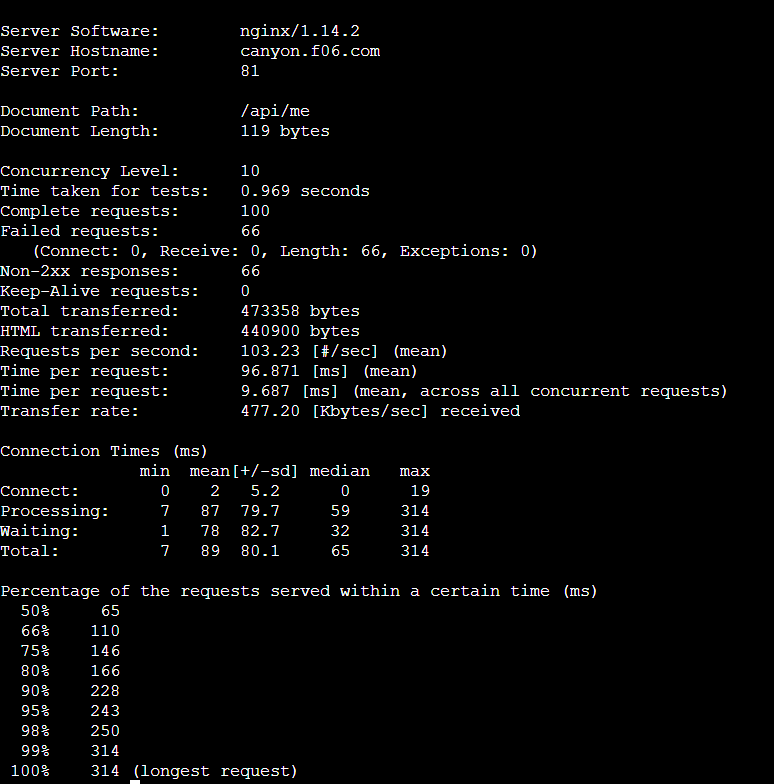 Server Software:        nginx/1.14.2
Server Hostname:        canyon.f06.com
Server Port:            81

Document Path:          /api/me
Document Length:        119 bytes

Concurrency Level:      10
Time taken for tests:   0.969 seconds
Complete requests:      100
Failed requests:        66
   (Connect: 0, Receive: 0, Length: 66, Exceptions: 0)
Non-2xx responses:      66
Keep-Alive requests:    0
Total transferred:      473358 bytes
HTML transferred:       440900 bytes
Requests per second:    103.23 [#/sec] (mean)
Time per request:       96.871 [ms] (mean)
Time per request:       9.687 [ms] (mean, across all concurrent requests)
Transfer rate:          477.20 [Kbytes/sec] received

Connection Times (ms)
              min  mean[+/-sd] median   max
Connect:        0    2   5.2      0      19
Processing:     7   87  79.7     59     314
Waiting:        1   78  82.7     32     314
Total:          7   89  80.1     65     314

Percentage of the requests served within a certain time (ms)
  50%     65
  66%    110
  75%    146
  80%    166
  90%    228
  95%    243
  98%    250
  99%    314
 100%    314 (longest request)